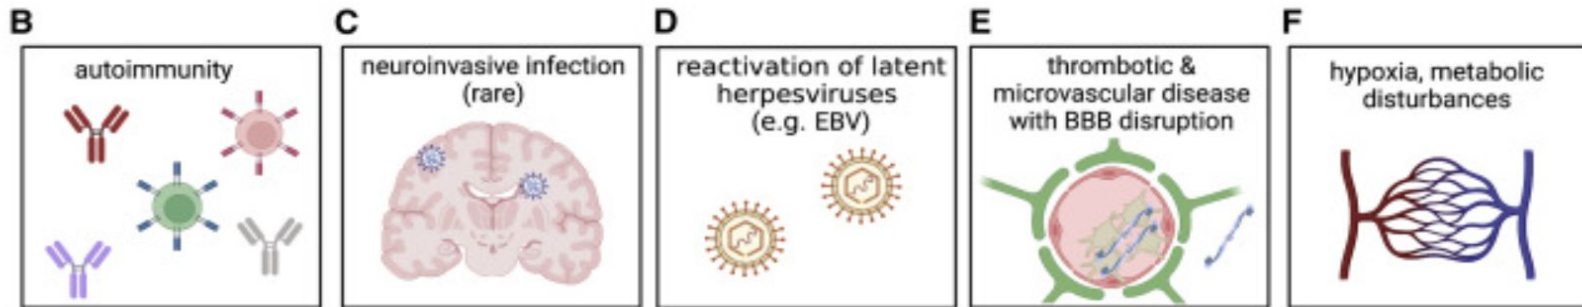 B
autoimmunity
C
neuroinvasive infection
(rare)
D
reactivation of latent
herpesviruses
(e.g. EBV)
E
thrombotic &
microvascular disease
with BBB disruption
F
hypoxia, metabolic
disturbances